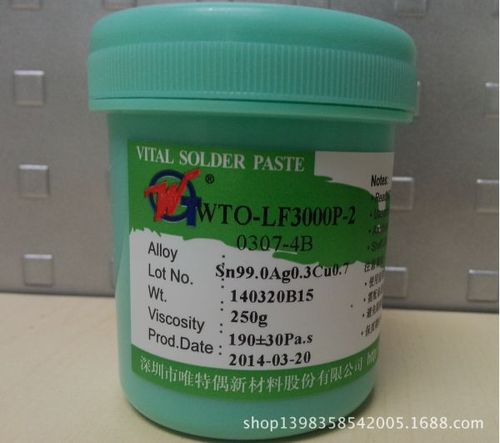 VITAL SOLDER PASTE
WTO-LF3000P-2
0307-4B
Alloy : Sn99.0Ag0.3Cu0.7
Lot No. : 140320B15
Wt. : 250g
Viscosity : 190±30Pa.s
Prod.Date : 2014-03-20
深圳市唯特偶新材料股份有限公司 http
Notes:
shop1398358542005.1688.com